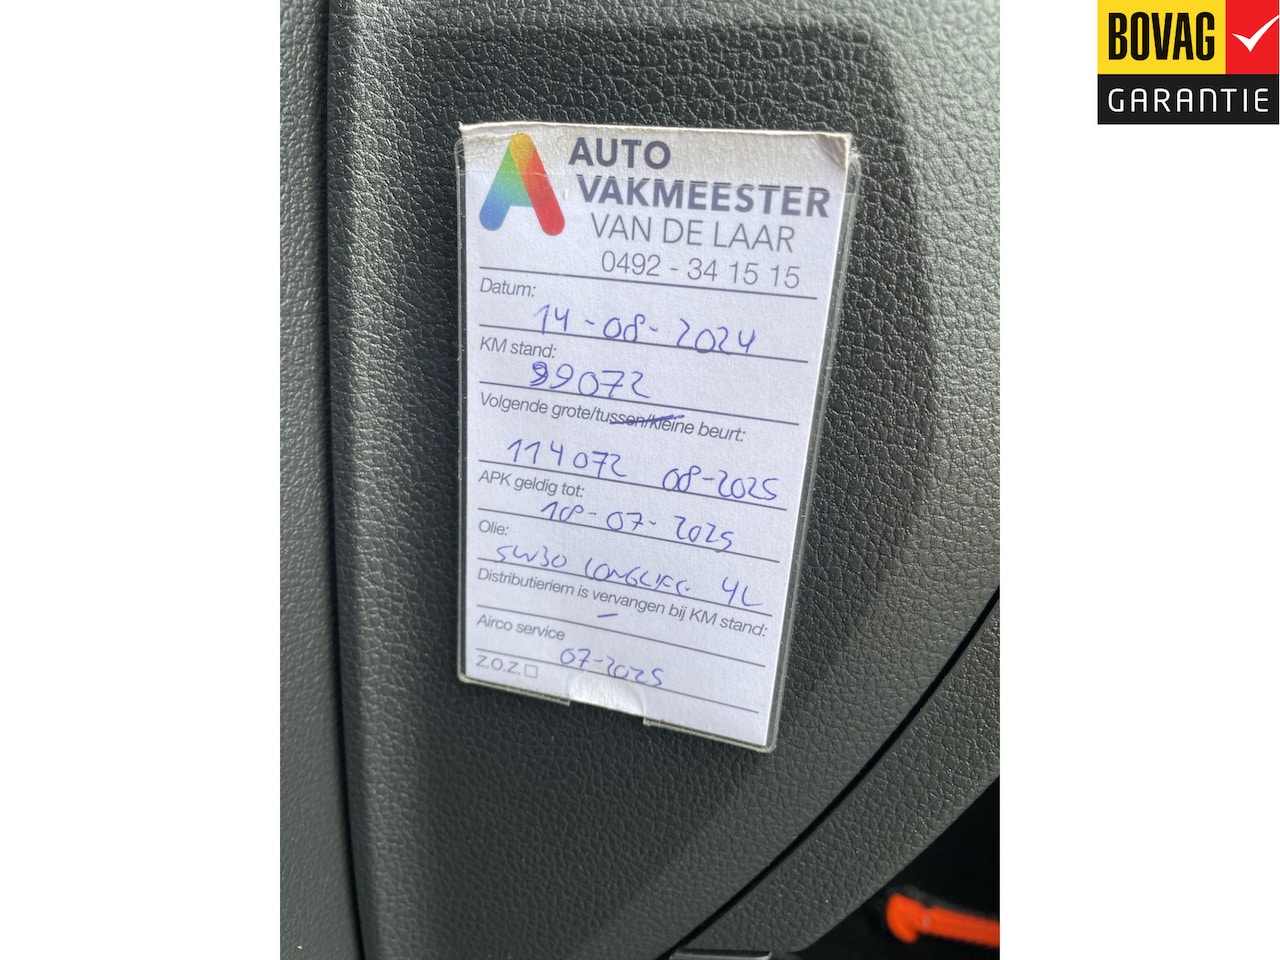 BOVAG
GARANTIE
AUTO
VAKMEESTER
VAN DE LAAR
0492 - 34 15 15
Datum:
14-08-2024
KM stand:
99072
Volgende grote/tussen/kleine beurt:
114072 08-2025
APK geldig tot:
18-07-2025
Olie:
5W30 LONGLIFE 4L
Distributieriem is vervangen bij KM stand:
-
Airco service
07-2025
Z.O.Z. □